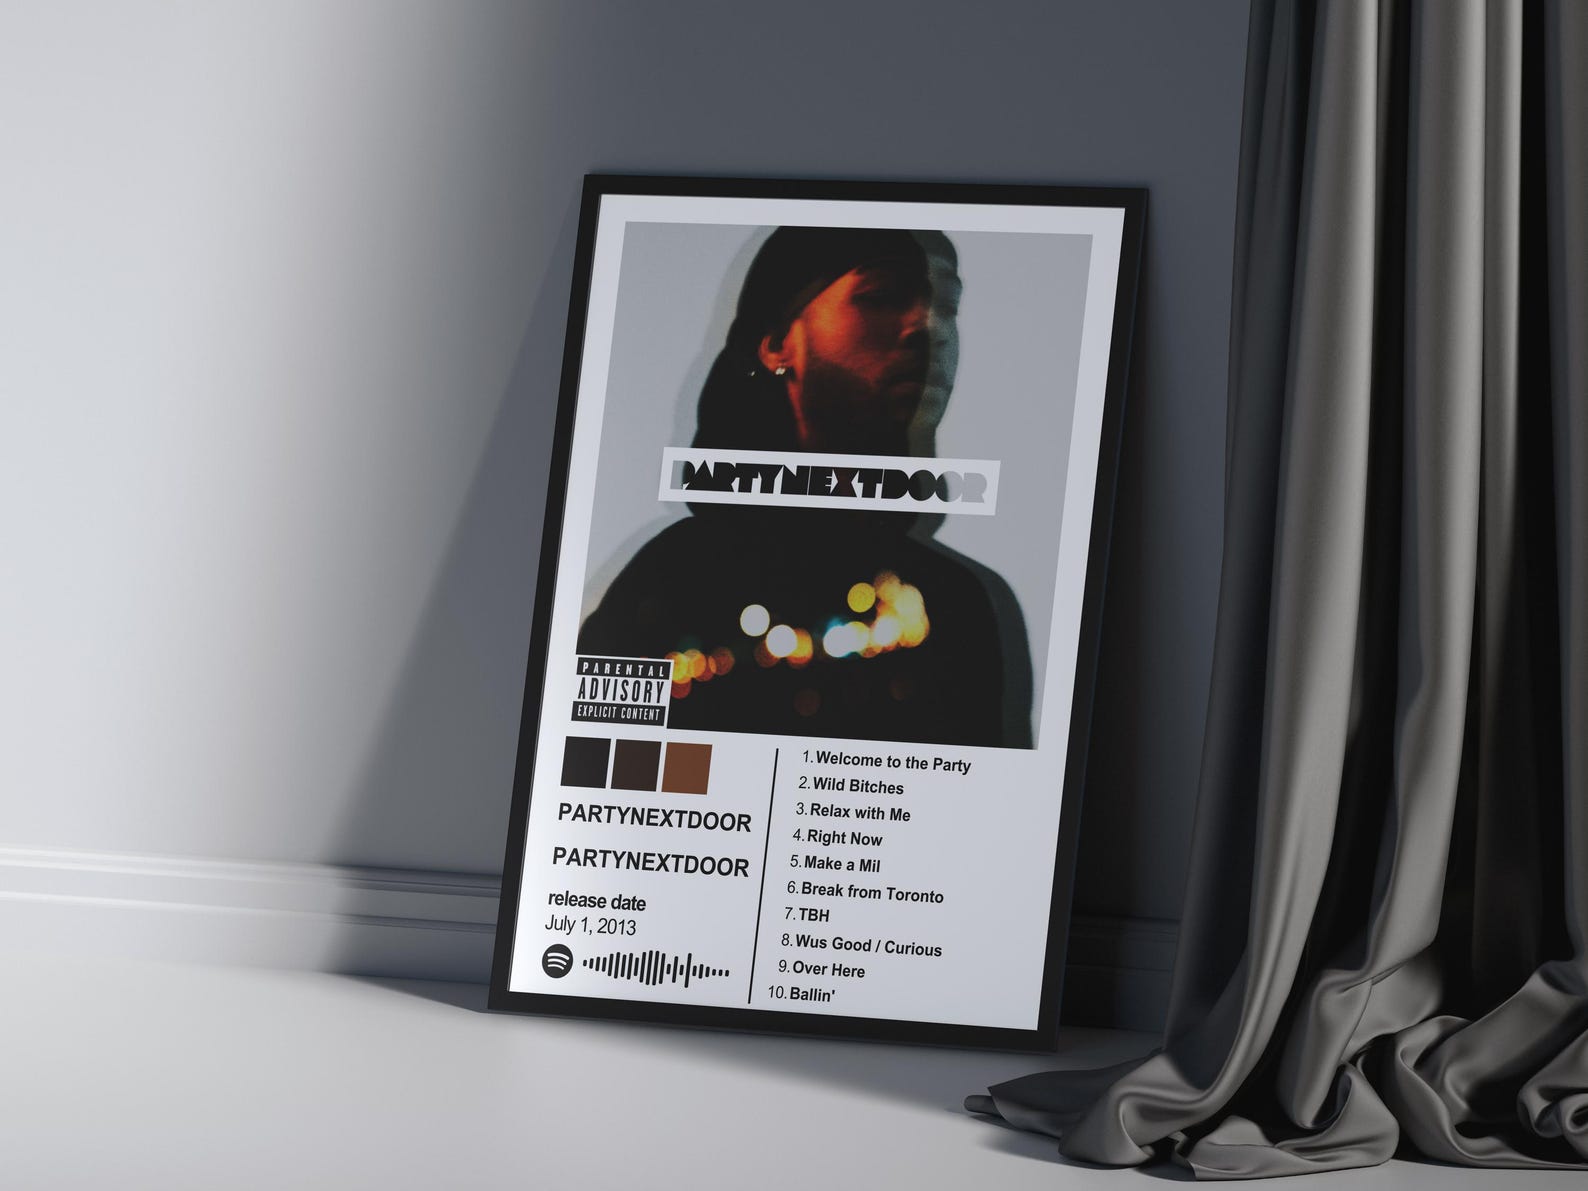 PARTYNEXTDOOR
PARENTAL
ADVISORY
EXPLICIT CONTENT
PARTYNEXTDOOR
PARTYNEXTDOOR
release date
July 1, 2013
1. Welcome to the Party
2. Wild Bitches
3. Relax with Me
4. Right Now
5. Make a Mil
6. Break from Toronto
7. TBH
8. Wus Good / Curious
9. Over Here
10. Ballin'